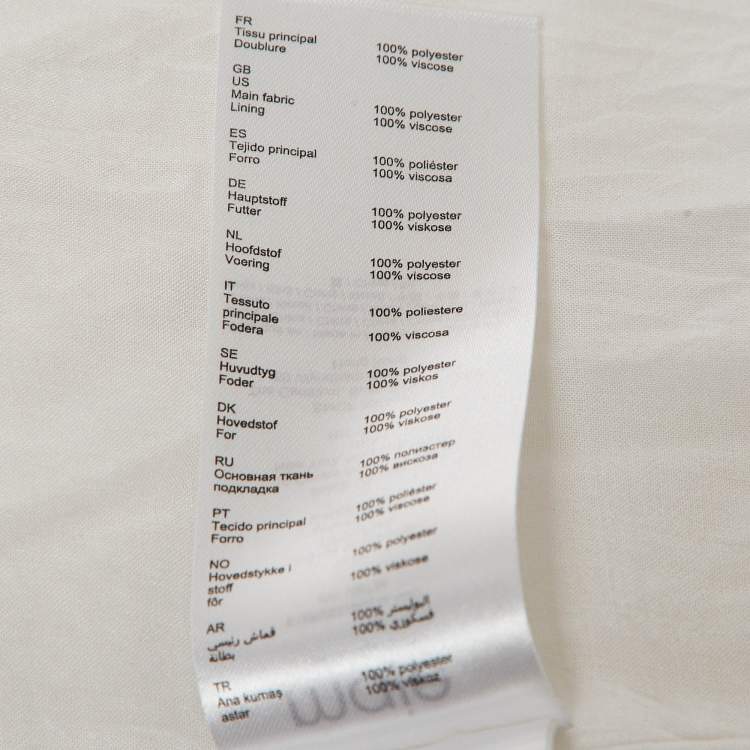 FR
Tissu principal 100% polyester
Doublure 100% viscose
GB
US
Main fabric 100% polyester
Lining 100% viscose
ES
Tejido principal 100% poliéster
Forro 100% viscosa
DE
Hauptstoff 100% polyester
Futter 100% viskose
NL
Hoofdstof 100% polyester
Voering 100% viscose
IT
Tessuto
principale 100% poliestere
Fodera 100% viscosa
SE
Huvudtyg 100% polyester
Foder 100% viskos
DK
Hovedstof 100% polyester
For 100% viskose
RU
Основная ткань 100% полиэстер
подкладка 100% вискоза
PT
Tecido principal 100% poliéster
Forro 100% viscose
NO
Hovedstykke i 100% polyester
stoff
fôr 100% viskose
AR
قماش رئيسي 100% البوليستر
بطانة 100% فسكوزي
TR
Ana kumaş 100% polyester
astar 100% viskoz
maje